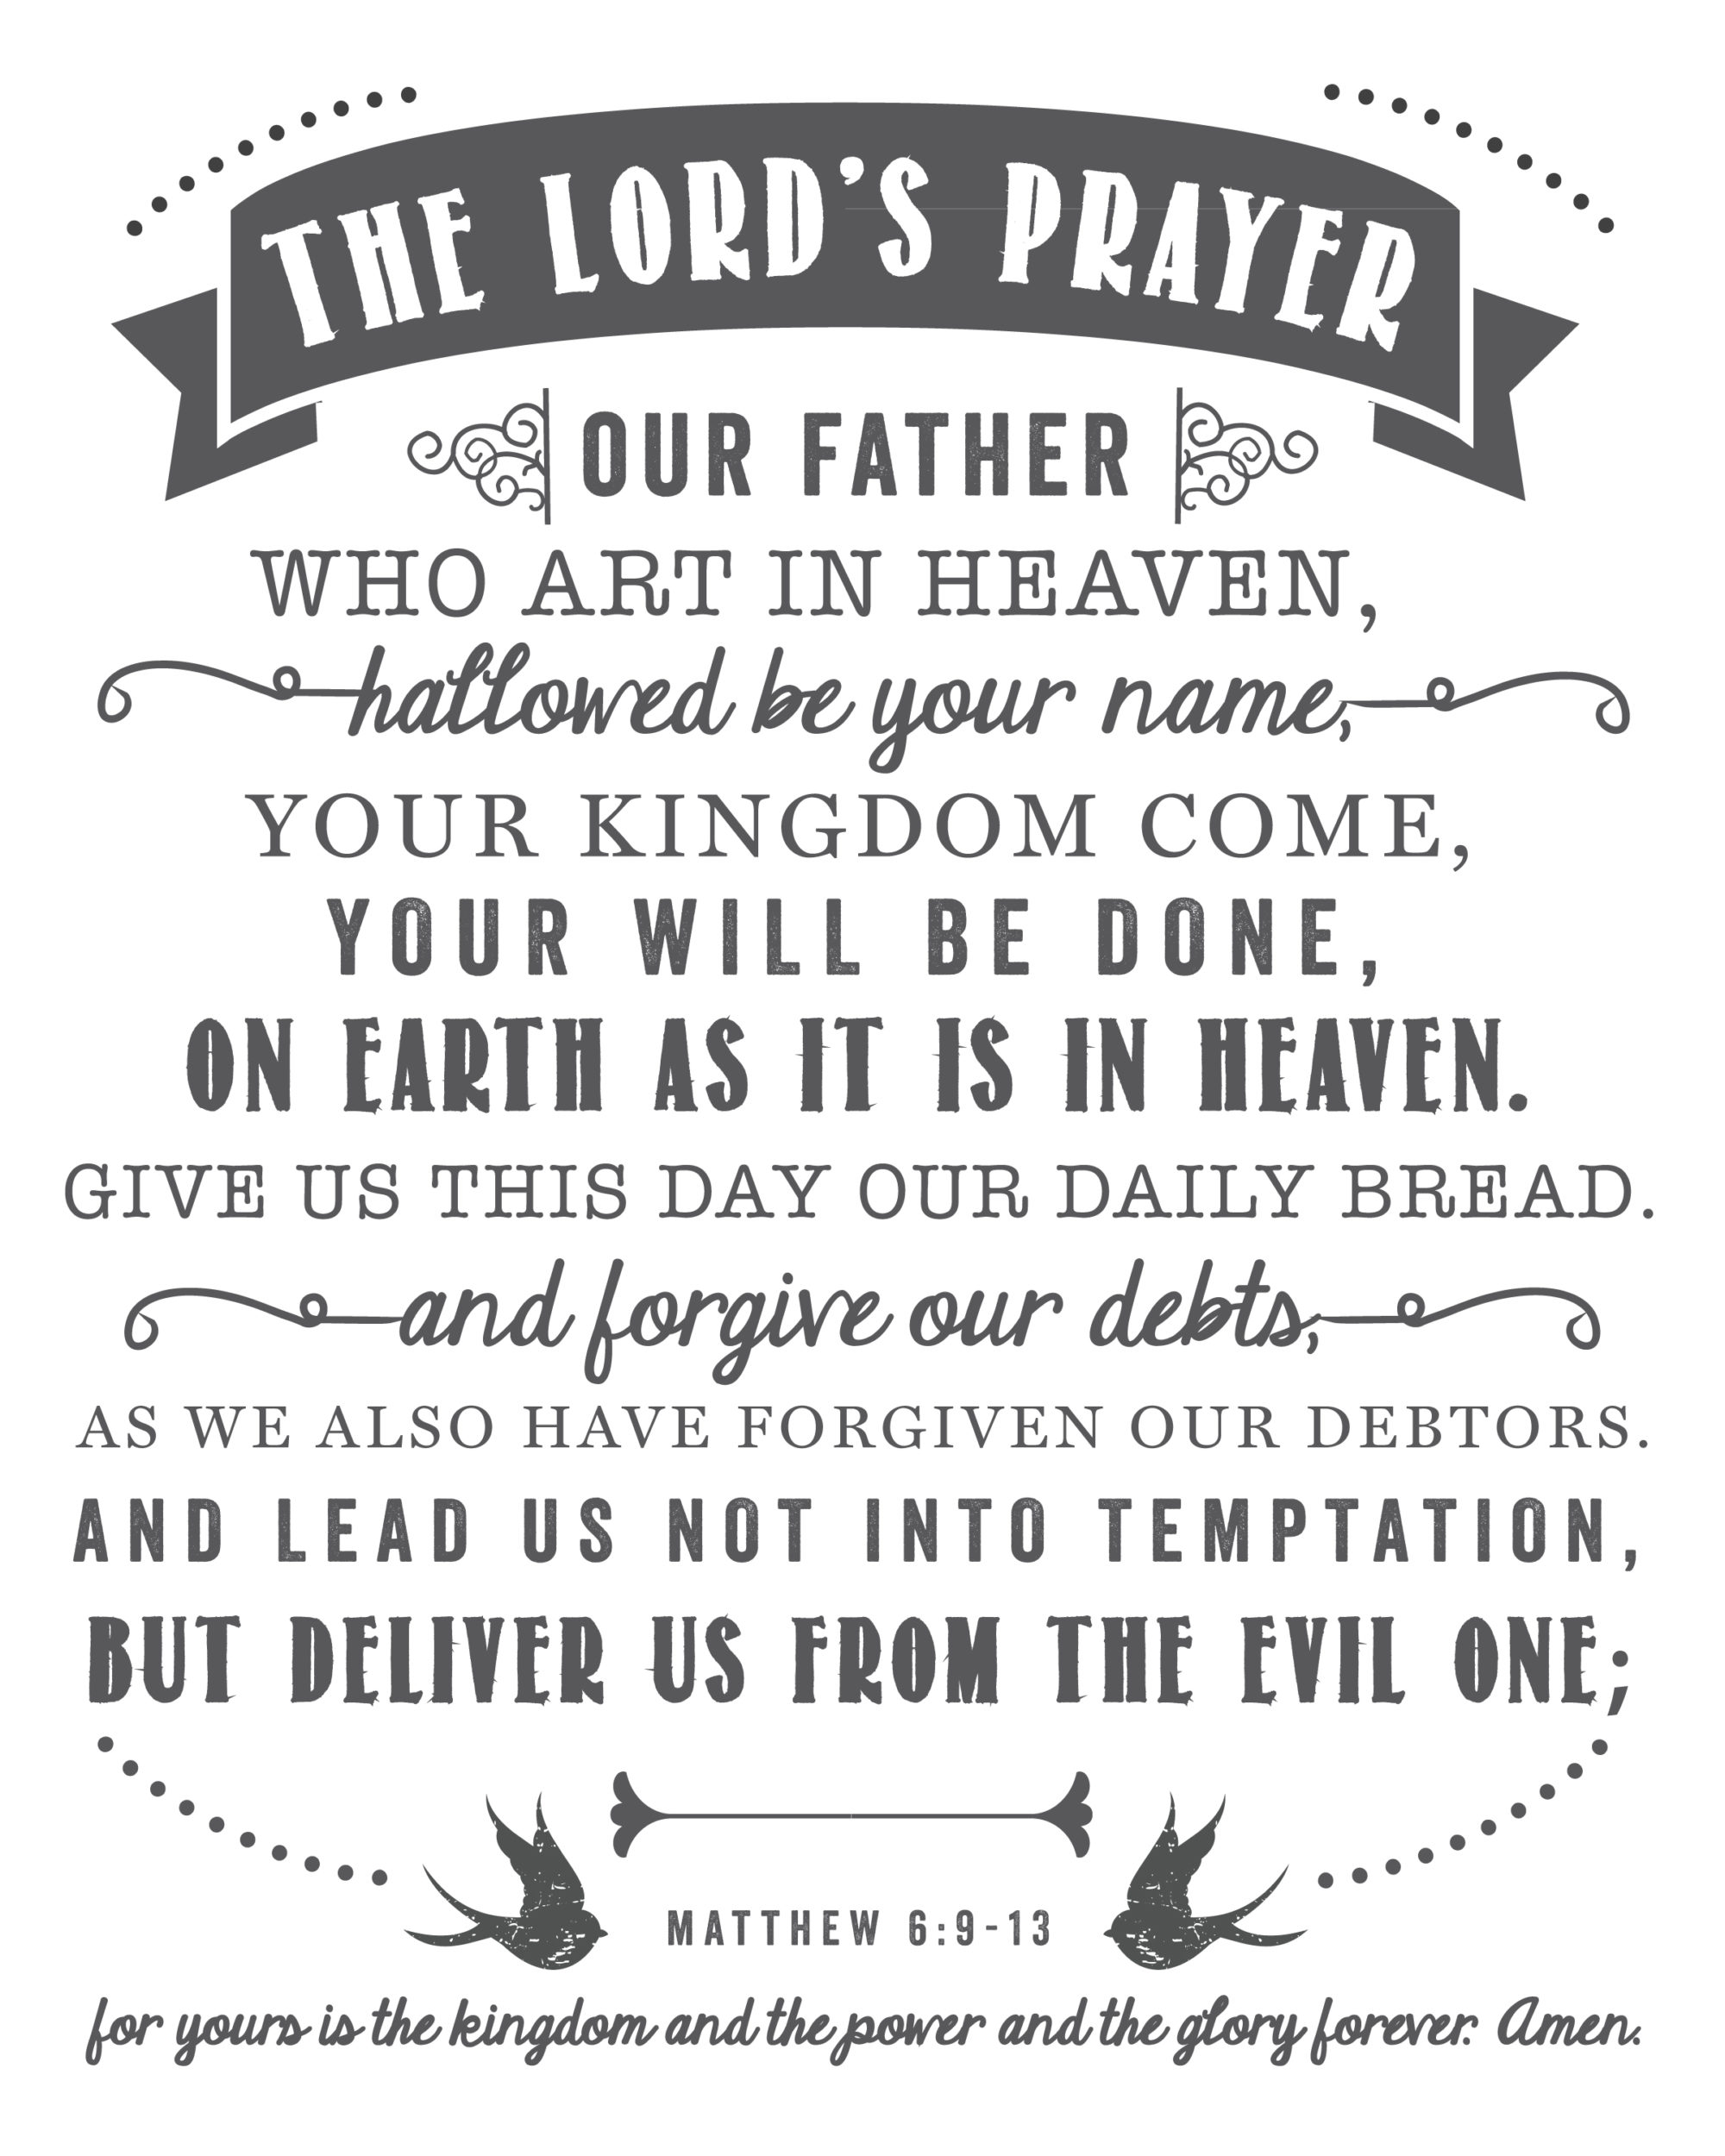 THE LORD'S PRAYER
OUR FATHER
WHO ART IN HEAVEN,
hallowed be your name,
YOUR KINGDOM COME,
YOUR WILL BE DONE,
ON EARTH AS IT IS IN HEAVEN.
GIVE US THIS DAY OUR DAILY BREAD.
and forgive our debts,
AS WE ALSO HAVE FORGIVEN OUR DEBTORS.
AND LEAD US NOT INTO TEMPTATION,
BUT DELIVER US FROM THE EVIL ONE;
MATTHEW 6:9-13
for yours is the kingdom and the power and the glory forever. Amen.